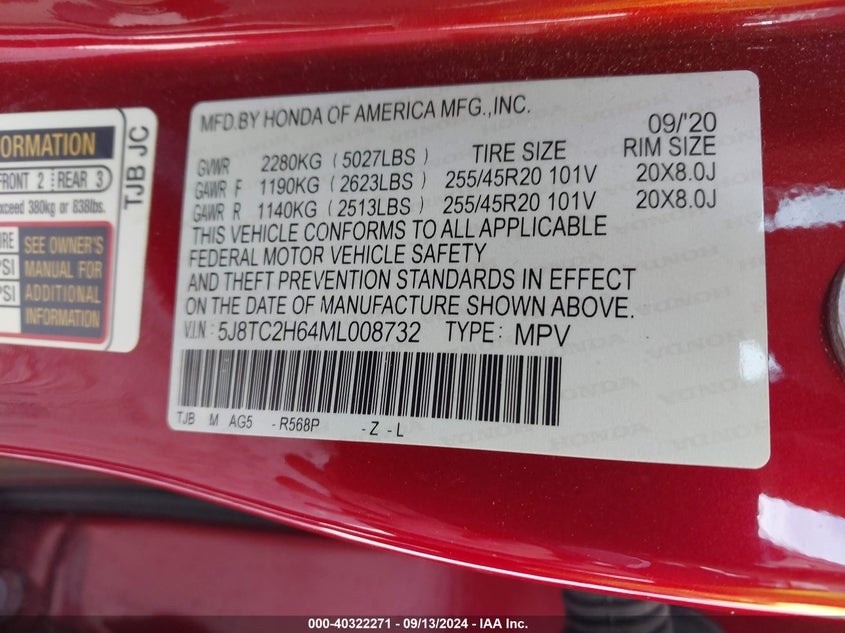 ORMATION
FRONT 2 REAR 3
xceed 380kg or 838lbs.
URE
PSI
PSI
SEE OWNER'S
MANUAL FOR
ADDITIONAL
INFORMATION
TJB JC
MFD.BY HONDA OF AMERICA MFG.,INC.
09/'20
GVWR 2280KG (5027LBS) TIRE SIZE RIM SIZE
GAWR F 1190KG (2623LBS) 255/45R20 101V 20X8.0J
GAWR R 1140KG (2513LBS) 255/45R20 101V 20X8.0J
THIS VEHICLE CONFORMS TO ALL APPLICABLE
FEDERAL MOTOR VEHICLE SAFETY
AND THEFT PREVENTION STANDARDS IN EFFECT
ON THE DATE OF MANUFACTURE SHOWN ABOVE.
V.I.N : 5J8TC2H64ML008732 TYPE: MPV
TJB M AG5 -R568P -Z -L
000-40322271 - 09/13/2024 - IAA Inc.